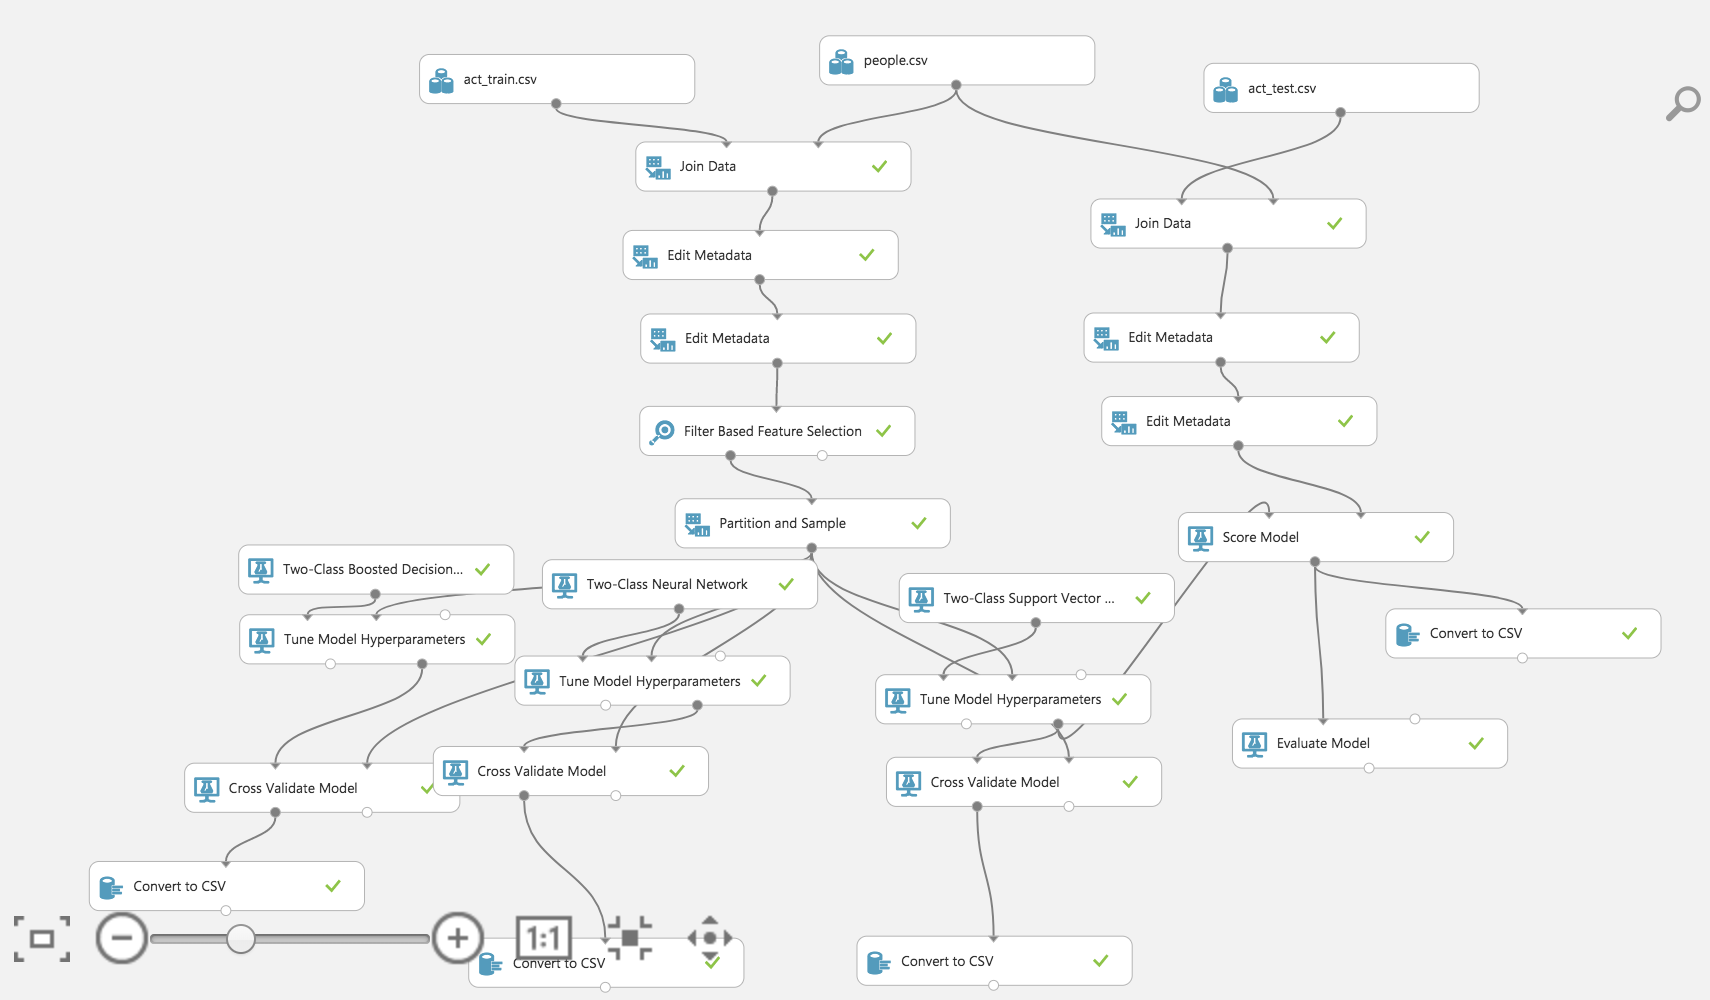 people.csv
act_train.csv
act_test.csv
Join Data
Join Data
Edit Metadata
Edit Metadata
Edit Metadata
Edit Metadata
Filter Based Feature Selection
Partition and Sample
Score Model
Two-Class Boosted Decision...
Two-Class Neural Network
Two-Class Support Vector ...
Convert to CSV
Tune Model Hyperparameters
Tune Model Hyperparameters
Tune Model Hyperparameters
Evaluate Model
Cross Validate Model
Cross Validate Model
Cross Validate Model
Convert to CSV
1:1
Convert to CSV
Convert to CSV